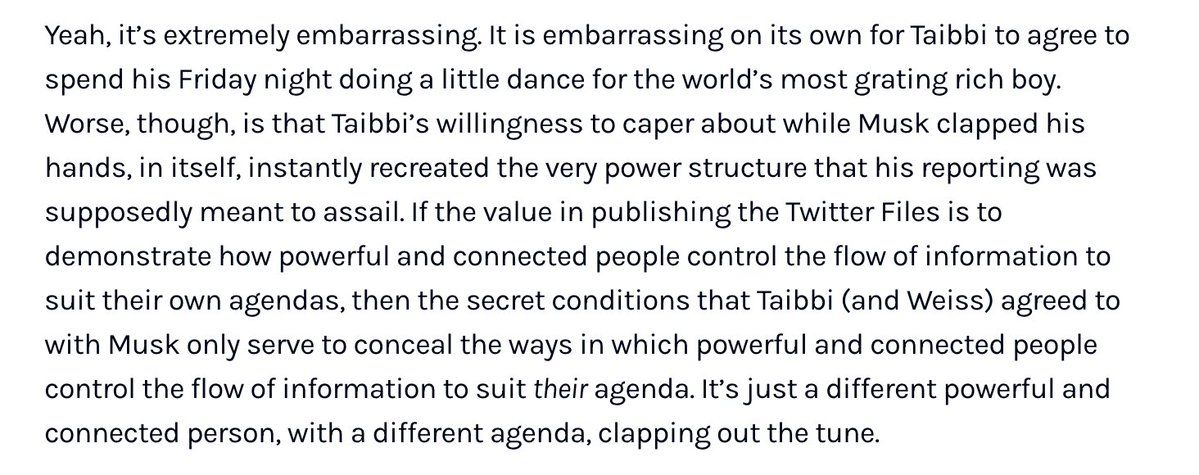 Yeah, it’s extremely embarrassing. It is embarrassing on its own for Taibbi to agree to
spend his Friday night doing a little dance for the world’s most grating rich boy.
Worse, though, is that Taibbi’s willingness to caper about while Musk clapped his
hands, in itself, instantly recreated the very power structure that his reporting was
supposedly meant to assail. If the value in publishing the Twitter Files is to
demonstrate how powerful and connected people control the flow of information to
suit their own agendas, then the secret conditions that Taibbi (and Weiss) agreed to
with Musk only serve to conceal the ways in which powerful and connected people
control the flow of information to suit their agenda. It’s just a different powerful and
connected person, with a different agenda, clapping out the tune.